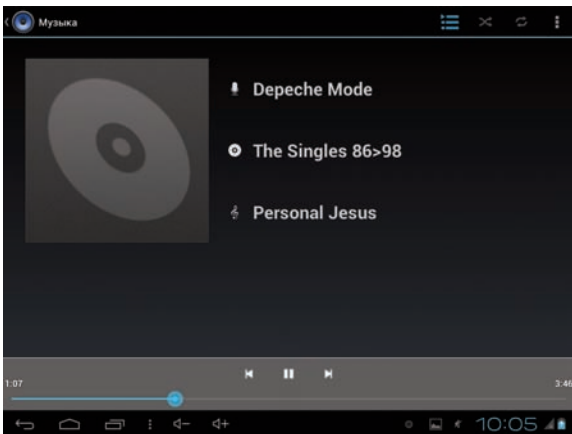 Музыка
Depeche Mode
The Singles 86>98
Personal Jesus
1:07
3:46
10:05